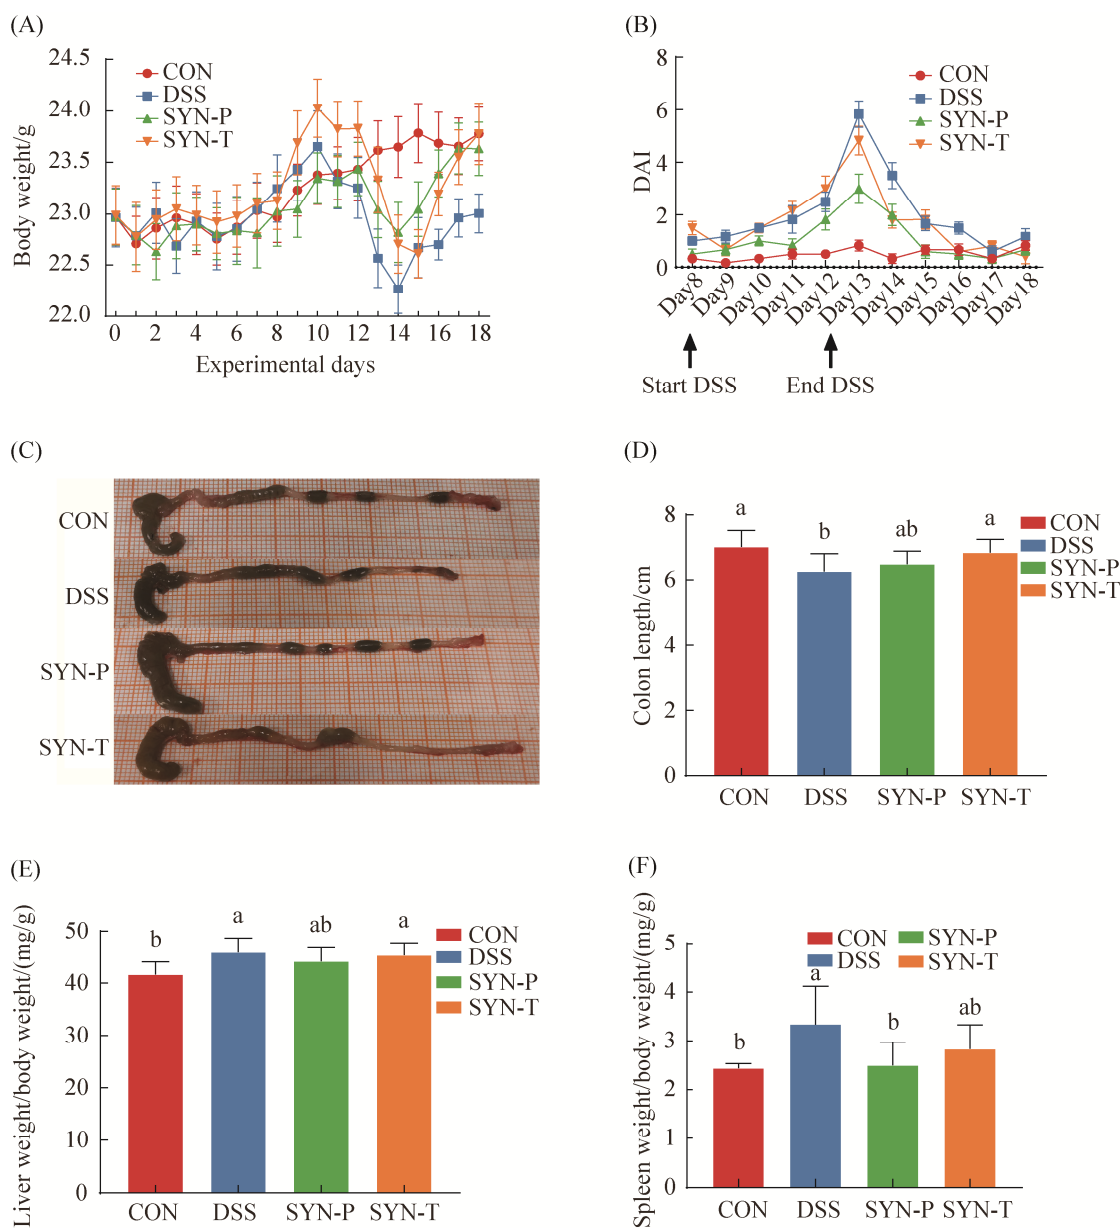 (A)
24.5
24.0
23.5
23.0
22.5
22.0
Body weight/g
CON
DSS
SYN-P
SYN-T
0 2 4 6 8 10 12 14 16 18
Experimental days
(B)
8
6
4
2
0
DAI
CON
DSS
SYN-P
SYN-T
Day8 Day9 Day10 Day11 Day12 Day13 Day14 Day15 Day16 Day17 Day18
Start DSS End DSS
(C)
CON
DSS
SYN-P
SYN-T
(D)
8
6
4
2
0
Colon length/cm
a b ab a
CON
DSS
SYN-P
SYN-T
CON DSS SYN-P SYN-T
(E)
50
40
30
20
10
0
Liver weight/body weight/(mg/g)
b a ab a
CON
DSS
SYN-P
SYN-T
CON DSS SYN-P SYN-T
(F)
5
4
3
2
1
0
Spleen weight/body weight/(mg/g)
CON SYN-P
DSS SYN-T
b a b ab
CON DSS SYN-P SYN-T